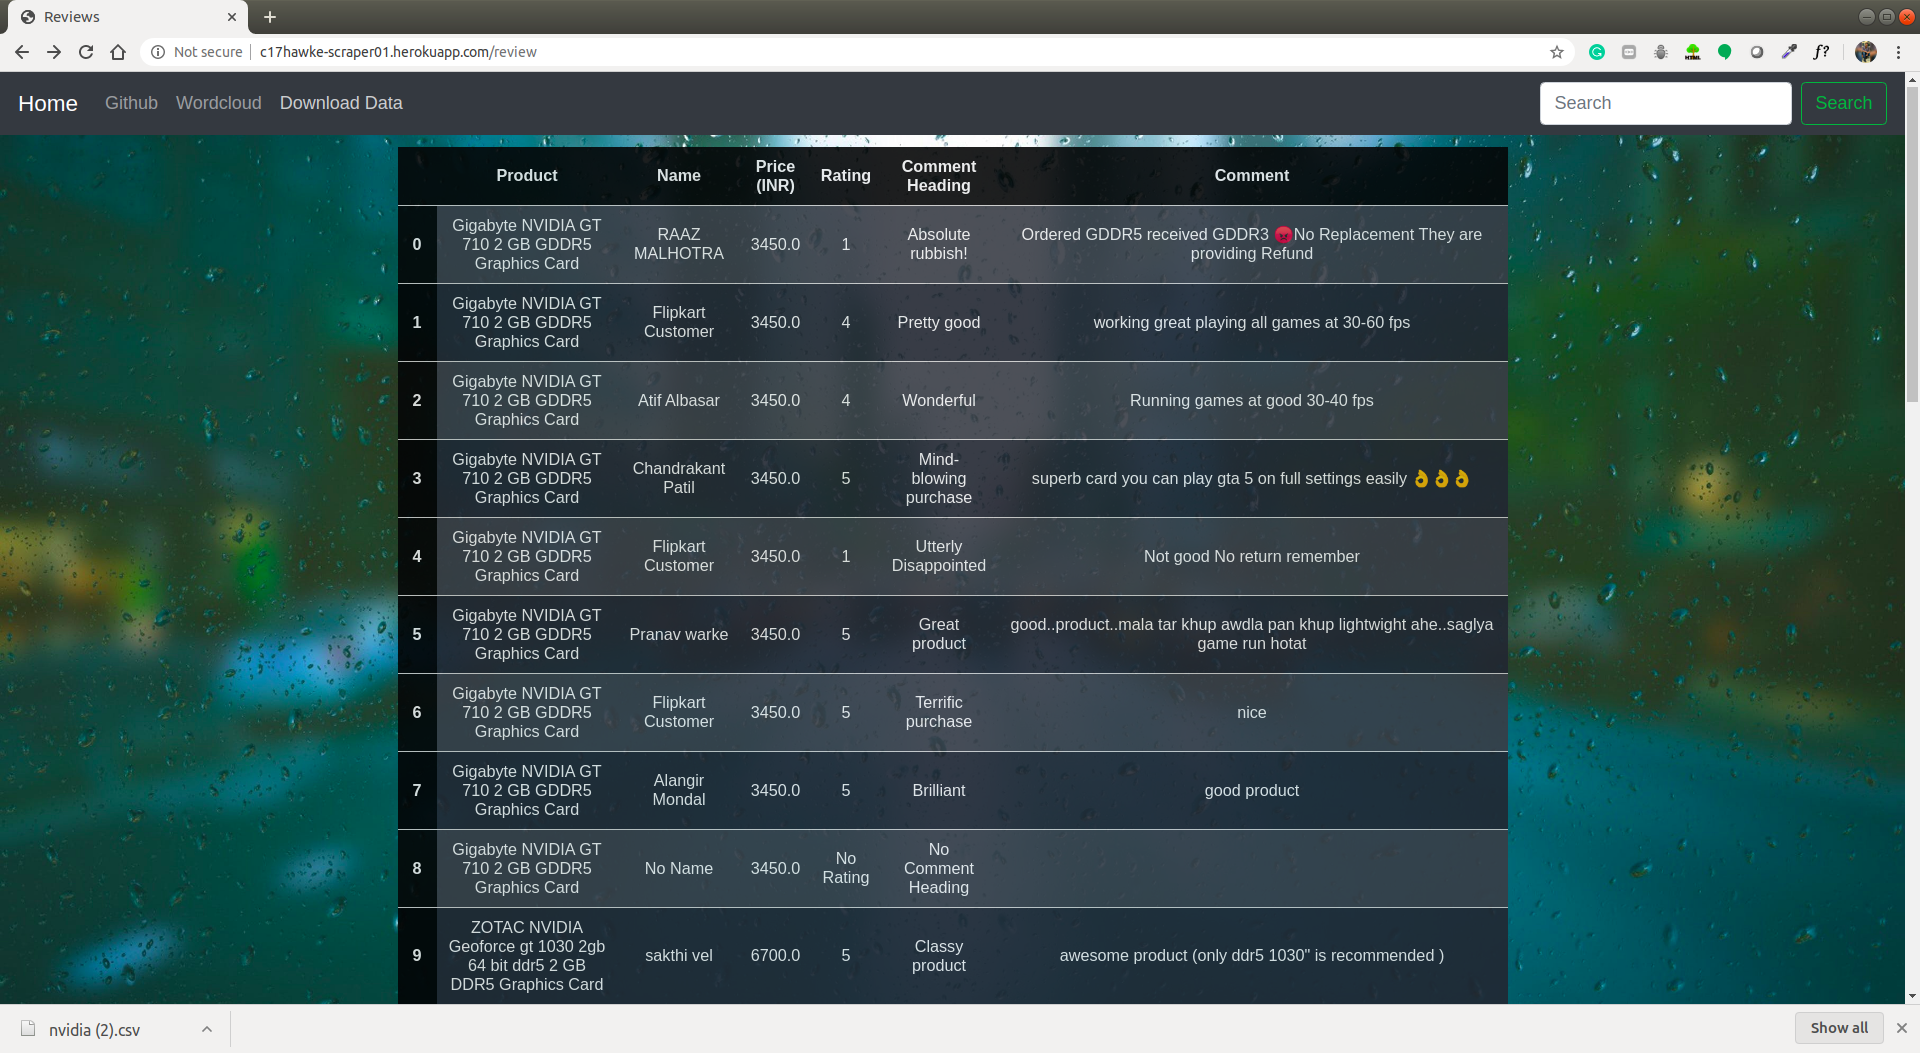 Reviews
Not secure c17hawke-scraper01.herokuapp.com/review
f?
Home Github Wordcloud Download Data Search Search
Product Name Price (INR) Rating Comment Heading Comment
0 Gigabyte NVIDIA GT 710 2 GB GDDR5 Graphics Card RAAZ MALHOTRA 3450.0 1 Absolute rubbish! Ordered GDDR5 received GDDR3 😡No Replacement They are providing Refund
1 Gigabyte NVIDIA GT 710 2 GB GDDR5 Graphics Card Flipkart Customer 3450.0 4 Pretty good working great playing all games at 30-60 fps
2 Gigabyte NVIDIA GT 710 2 GB GDDR5 Graphics Card Atif Albasar 3450.0 4 Wonderful Running games at good 30-40 fps
3 Gigabyte NVIDIA GT 710 2 GB GDDR5 Graphics Card Chandrakant Patil 3450.0 5 Mind-blowing purchase superb card you can play gta 5 on full settings easily 👌👌👌
4 Gigabyte NVIDIA GT 710 2 GB GDDR5 Graphics Card Flipkart Customer 3450.0 1 Utterly Disappointed Not good No return remember
5 Gigabyte NVIDIA GT 710 2 GB GDDR5 Graphics Card Pranav warke 3450.0 5 Great product good..product..mala tar khup awdla pan khup lightwight ahe..saglya game run hotat
6 Gigabyte NVIDIA GT 710 2 GB GDDR5 Graphics Card Flipkart Customer 3450.0 5 Terrific purchase nice
7 Gigabyte NVIDIA GT 710 2 GB GDDR5 Graphics Card Alangir Mondal 3450.0 5 Brilliant good product
8 Gigabyte NVIDIA GT 710 2 GB GDDR5 Graphics Card No Name 3450.0 No Rating No Comment Heading
9 ZOTAC NVIDIA Geoforce gt 1030 2gb 64 bit ddr5 2 GB DDR5 Graphics Card sakthi vel 6700.0 5 Classy product awesome product (only ddr5 1030" is recommended )
nvidia (2).csv Show all